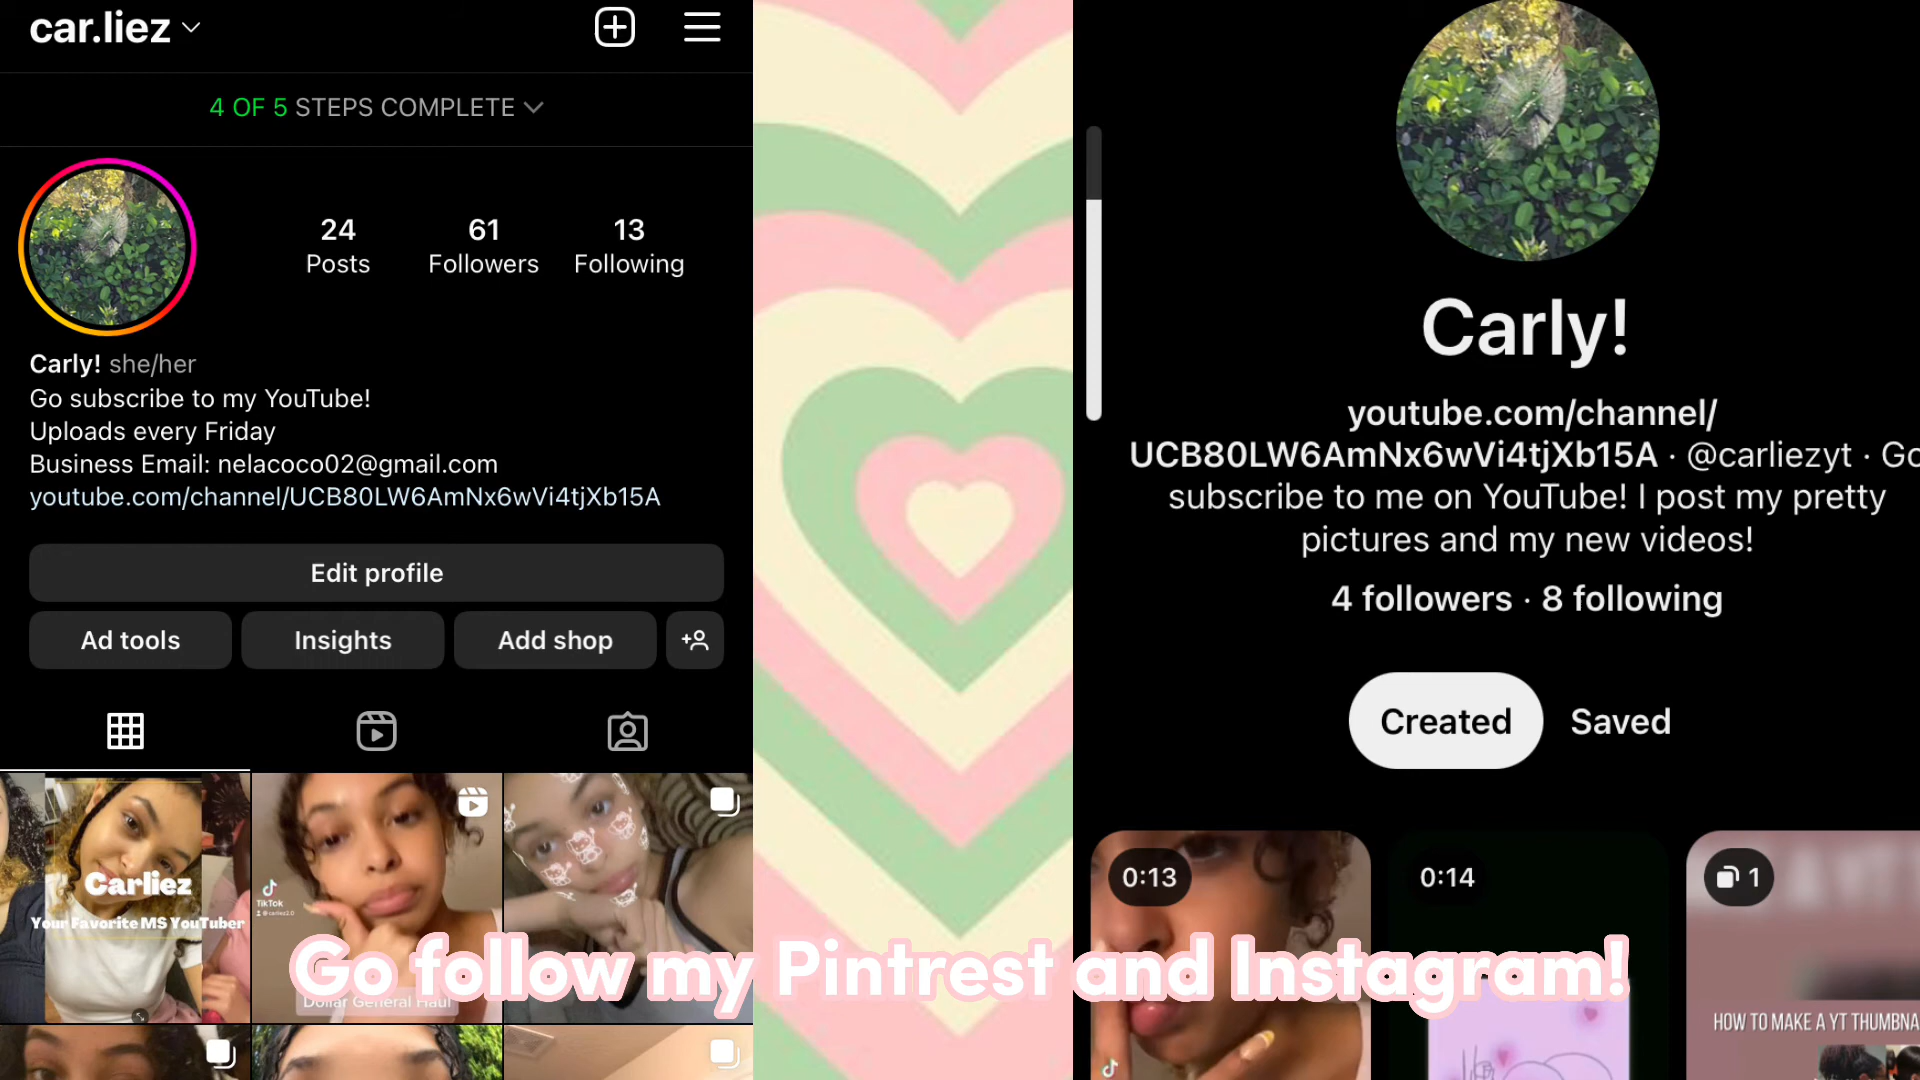 car.liez
4 OF 5 STEPS COMPLETE
24
Posts
61
Followers
13
Following
Carly! she/her
Go subscribe to my YouTube!
Uploads every Friday
Business Email: nelacoco02@gmail.com
youtube.com/channel/UCB80LW6AmNx6wVi4tjXb15A
Edit profile
Ad tools
Insights
Add shop
Carliez
Your Favorite MS YouTuber
TikTok
@carliez2.0
Dollar General Haul
Carly!
youtube.com/channel/
UCB80LW6AmNx6wVi4tjXb15A · @carliezyt · Go
subscribe to me on YouTube! I post my pretty
pictures and my new videos!
4 followers · 8 following
Created
Saved
0:13
0:14
1
HOW TO MAKE A YT THUMBNA
Go follow my Pintrest and Instagram!